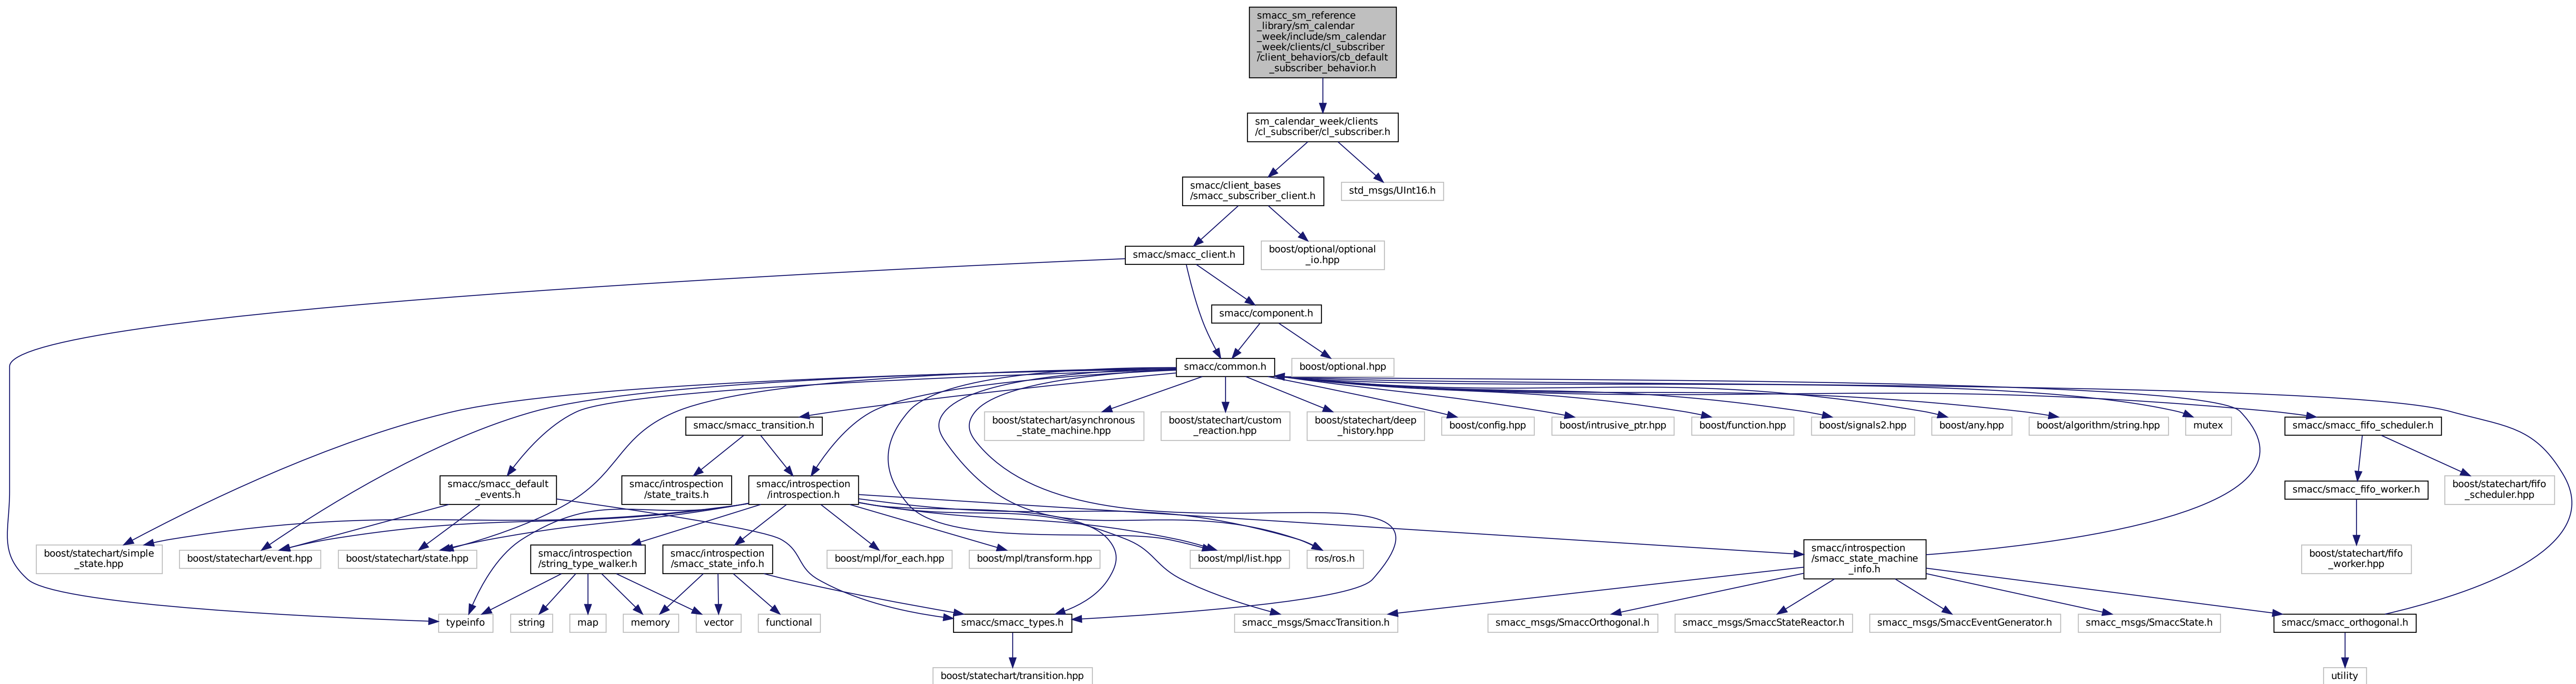 smacc_sm_reference
_library/sm_calendar
_week/include/sm_calendar
_week/clients/cl_subscriber
/client_behaviors/cb_default
_subscriber_behavior.h
sm_calendar_week/clients
/cl_subscriber/cl_subscriber.h
smacc/client_bases
/smacc_subscriber_client.h
std_msgs/UInt16.h
smacc/smacc_client.h
boost/optional/optional
_io.hpp
smacc/component.h
smacc/common.h
boost/optional.hpp
smacc/smacc_transition.h
boost/statechart/asynchronous
_state_machine.hpp
boost/statechart/custom
_reaction.hpp
boost/statechart/deep
_history.hpp
boost/config.hpp
boost/intrusive_ptr.hpp
boost/function.hpp
boost/signals2.hpp
boost/any.hpp
boost/algorithm/string.hpp
mutex
smacc/smacc_fifo_scheduler.h
smacc/smacc_default
_events.h
smacc/introspection
/state_traits.h
smacc/introspection
/introspection.h
smacc/smacc_fifo_worker.h
boost/statechart/fifo
_scheduler.hpp
boost/statechart/simple
_state.hpp
boost/statechart/event.hpp
boost/statechart/state.hpp
smacc/introspection
/string_type_walker.h
smacc/introspection
/smacc_state_info.h
boost/mpl/for_each.hpp
boost/mpl/transform.hpp
boost/mpl/list.hpp
ros/ros.h
smacc/introspection
/smacc_state_machine
_info.h
boost/statechart/fifo
_worker.hpp
typeinfo
string
map
memory
vector
functional
smacc/smacc_types.h
smacc_msgs/SmaccTransition.h
smacc_msgs/SmaccOrthogonal.h
smacc_msgs/SmaccStateReactor.h
smacc_msgs/SmaccEventGenerator.h
smacc_msgs/SmaccState.h
smacc/smacc_orthogonal.h
boost/statechart/transition.hpp
utility